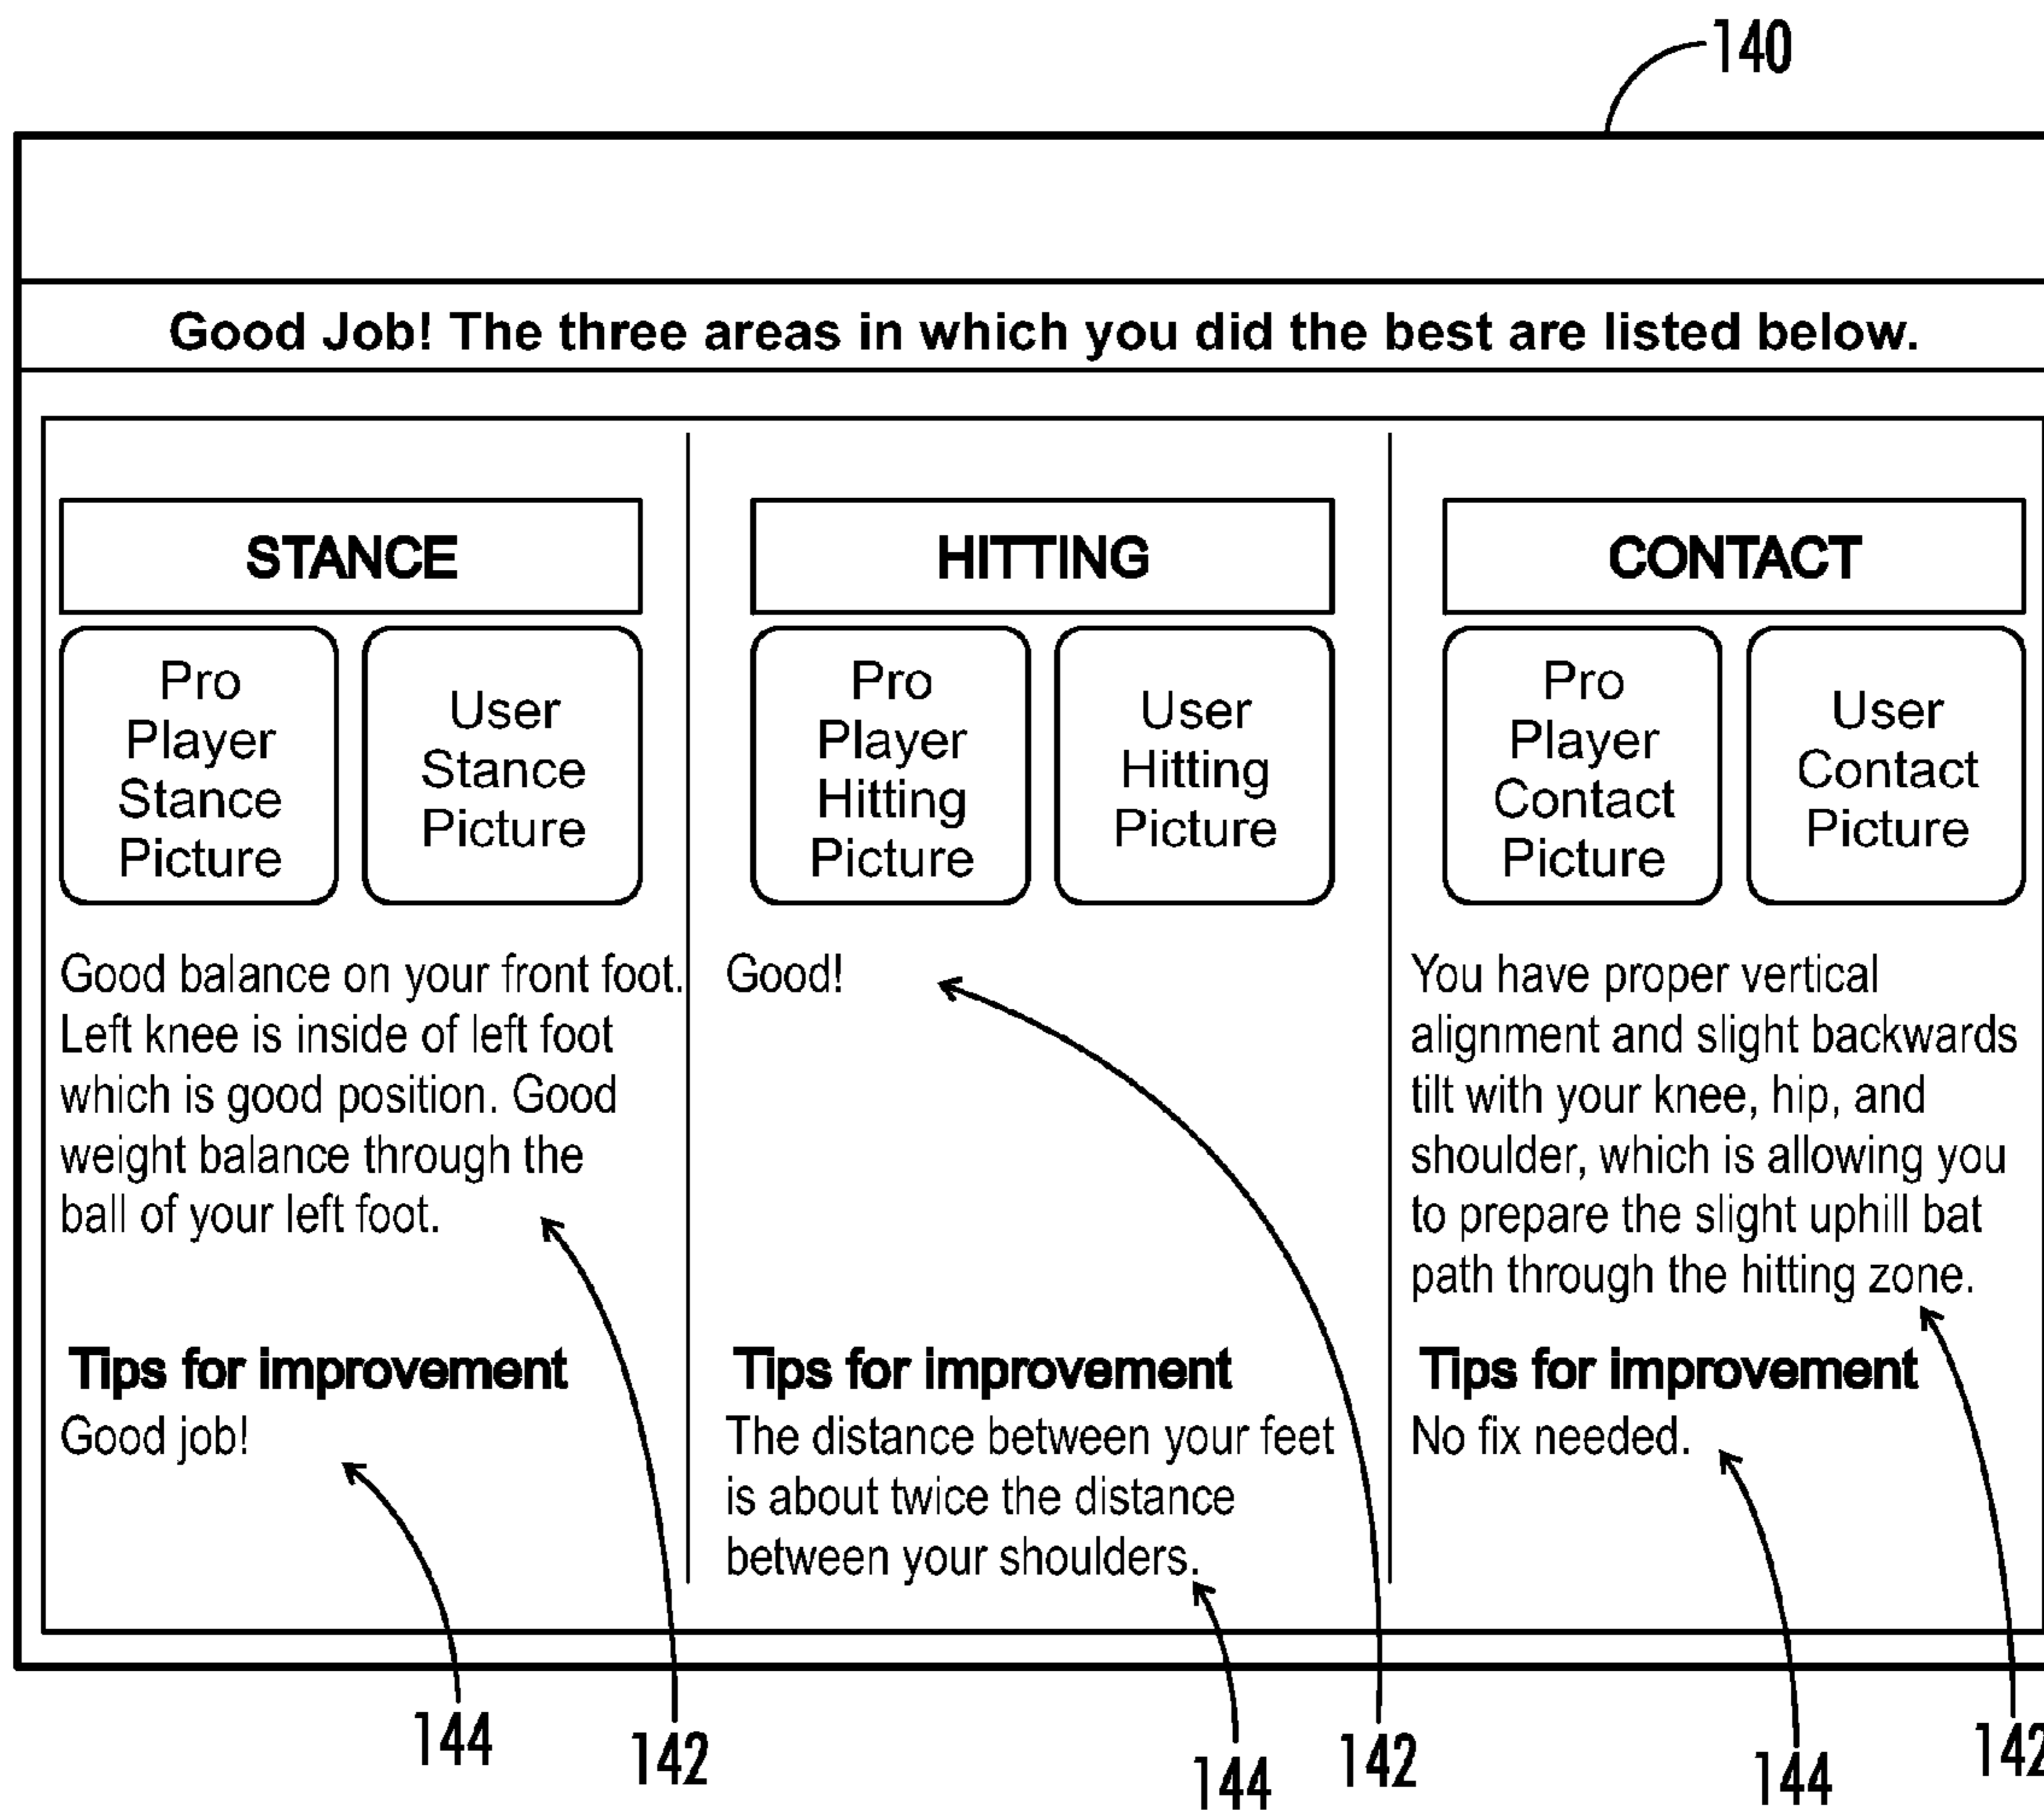 140
Good Job! The three areas in which you did the best are listed below.
STANCE
Pro
Player
Stance
Picture
User
Stance
Picture
Good balance on your front foot.
Left knee is inside of left foot
which is good position. Good
weight balance through the
ball of your left foot.
Tips for improvement
Good job!
HITTING
Pro
Player
Hitting
Picture
User
Hitting
Picture
Good!
Tips for improvement
The distance between your feet
is about twice the distance
between your shoulders.
CONTACT
Pro
Player
Contact
Picture
User
Contact
Picture
You have proper vertical
alignment and slight backwards
tilt with your knee, hip, and
shoulder, which is allowing you
to prepare the slight uphill bat
path through the hitting zone.
Tips for improvement
No fix needed.
144
142
144
142
144
142